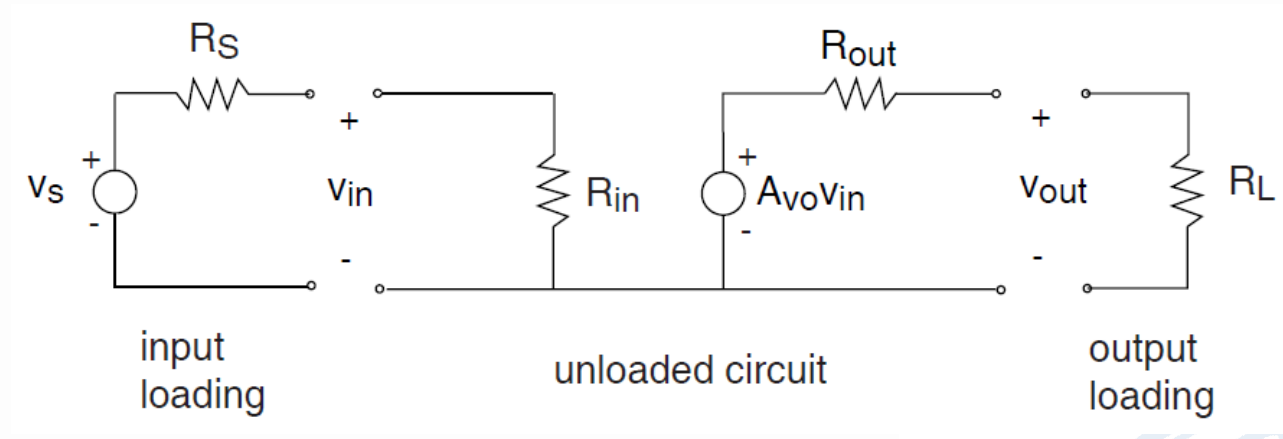 RS
Rout
+
+
+
+
vS
vin
Rin
Avovin
vout
RL
-
-
-
-
input
loading
unloaded circuit
output
loading